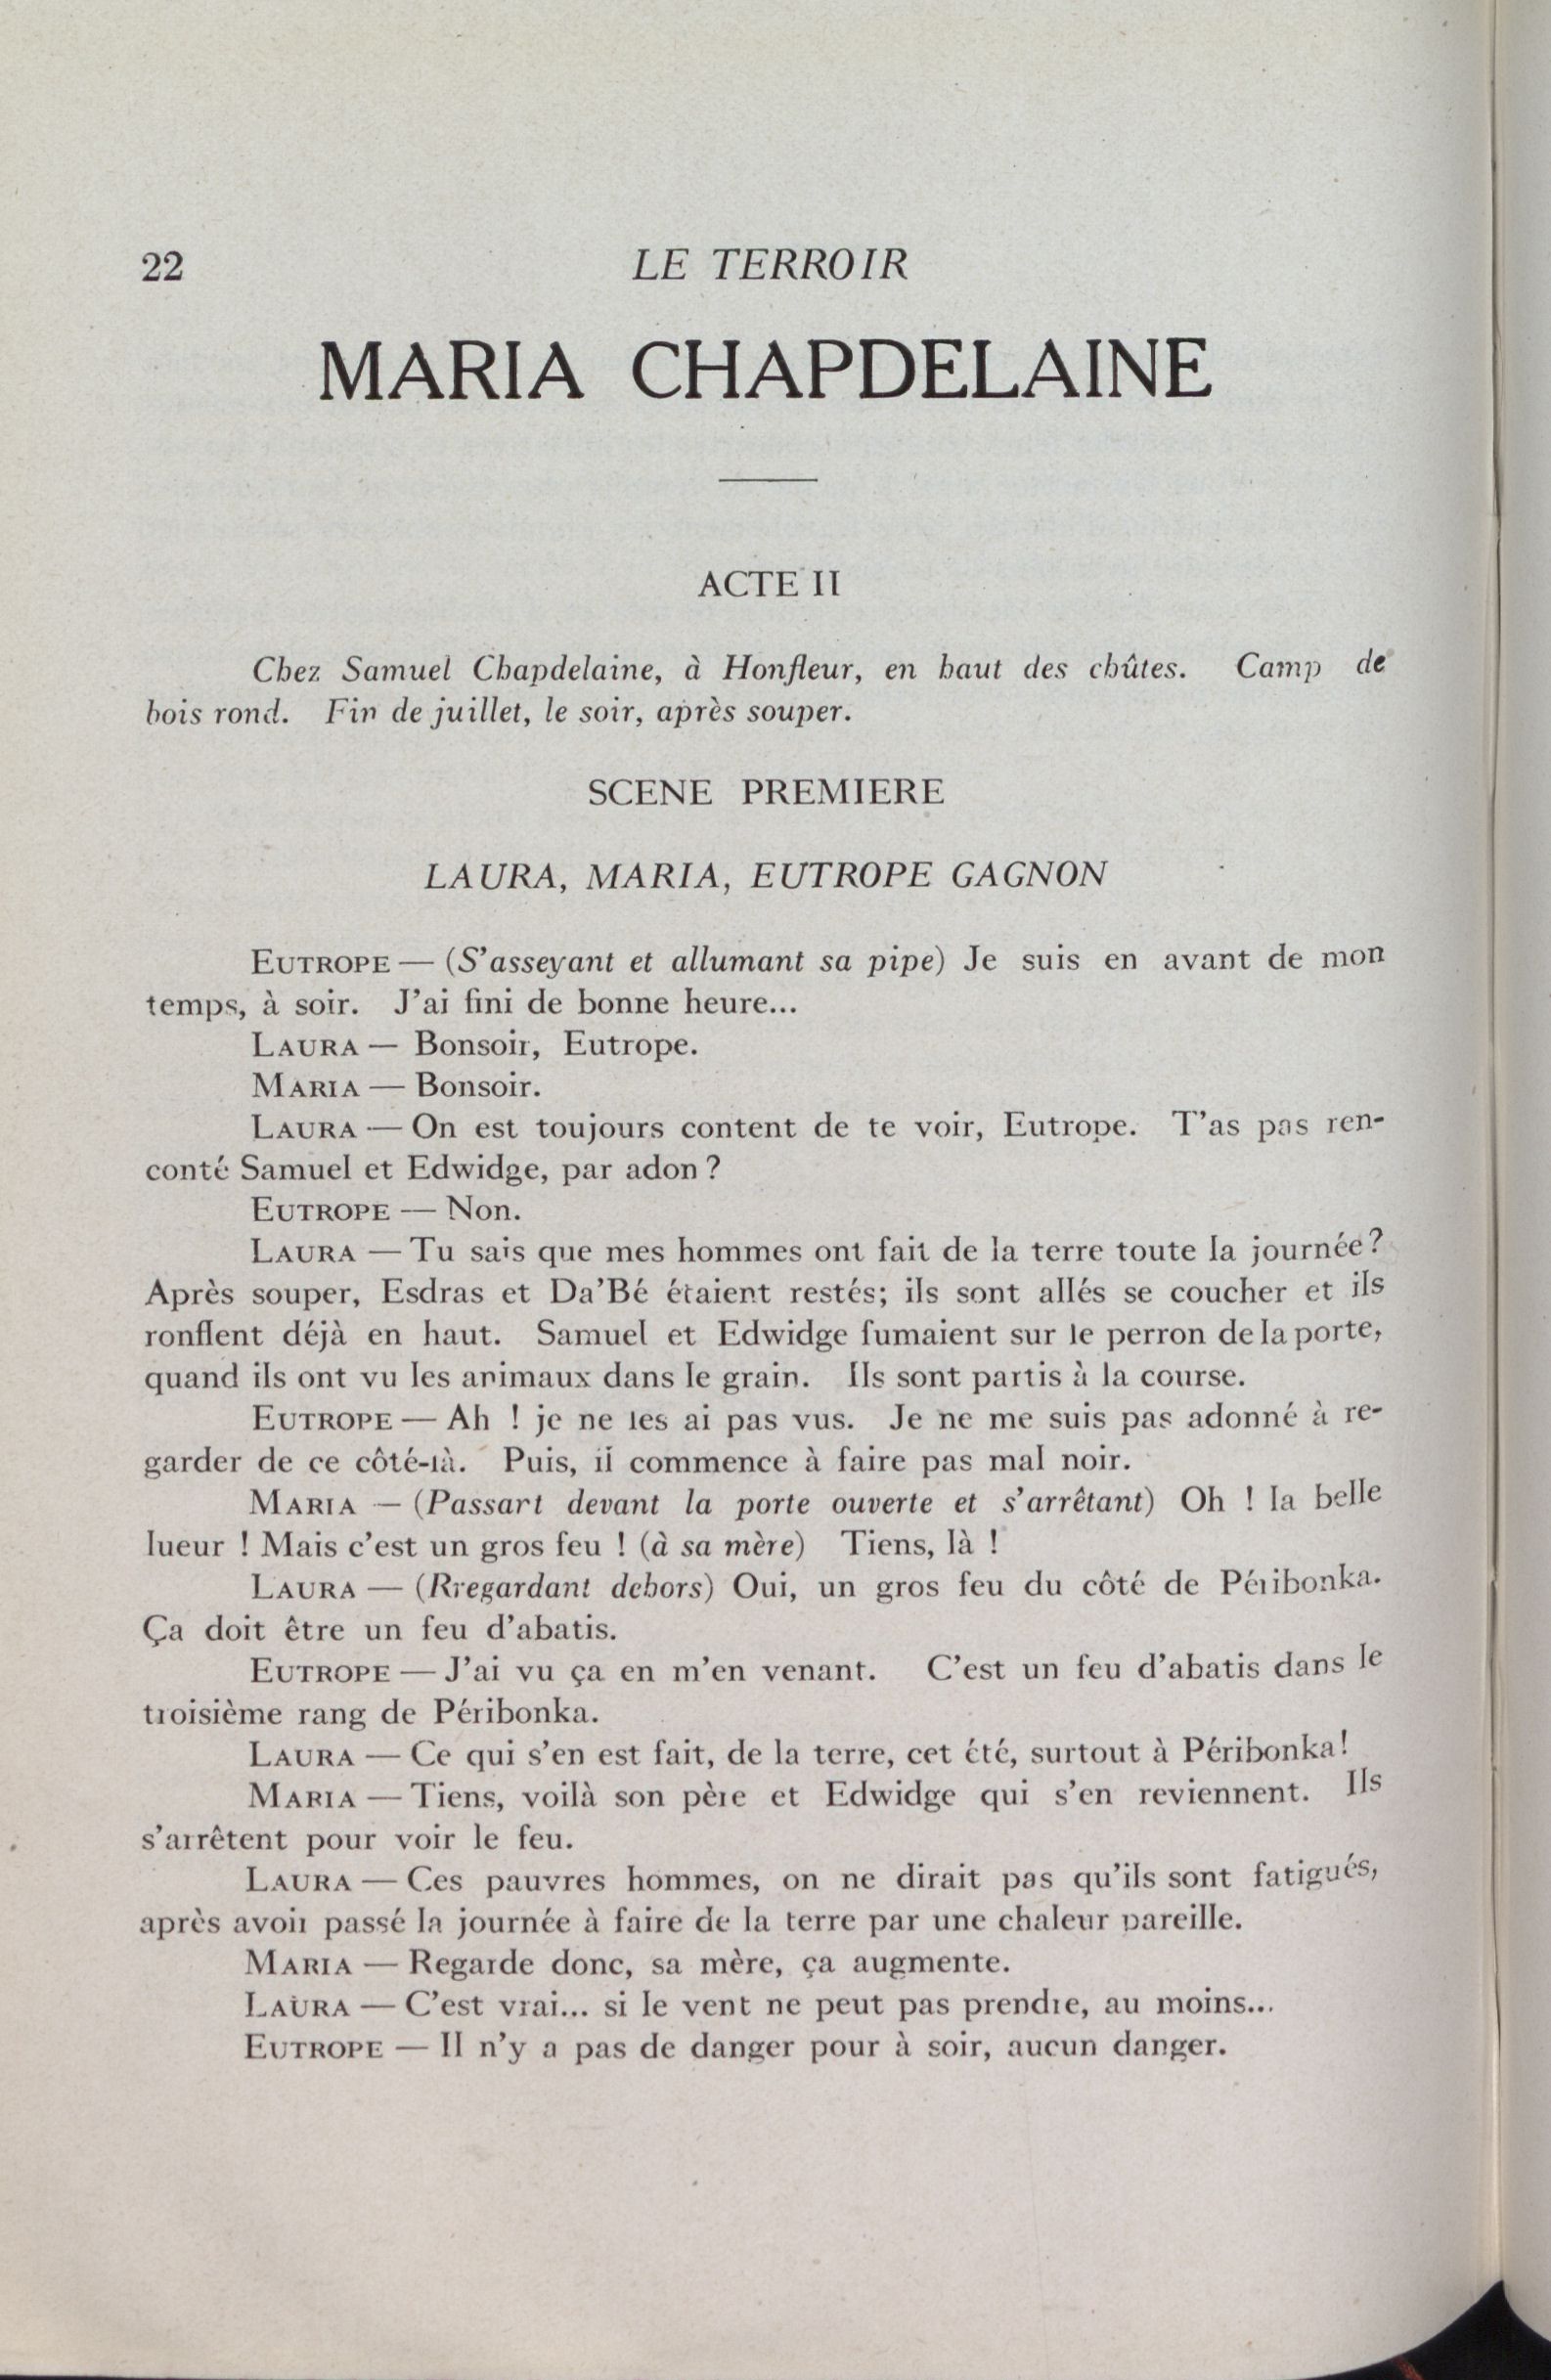 22 LE TERROIR
MARIA CHAPDELAINE
ACTE II
Chez Samuel Chapdelaine, à Honfleur, en haut des chûtes. Camp de
bois rond. Fin de juillet, le soir, après souper.
SCENE PREMIERE
LAURA, MARIA, EUTROPE GAGNON
EUTROPE — (S'asseyant et allumant sa pipe) Je suis en avant de mon
temps, à soir. J'ai fini de bonne heure...
LAURA — Bonsoir, Eutrope.
MARIA — Bonsoir.
LAURA — On est toujours content de te voir, Eutrope. T'as pas ren-
conté Samuel et Edwidge, par adon ?
EUTROPE — Non.
LAURA — Tu sais que mes hommes ont fait de la terre toute la journée?
Après souper, Esdras et Da'Bé étaient restés; ils sont allés se coucher et ils
ronflent déjà en haut. Samuel et Edwidge fumaient sur le perron de la porte,
quand ils ont vu les animaux dans le grain. Ils sont partis à la course.
EUTROPE — Ah ! je ne les ai pas vus. Je ne me suis pas adonné à re-
garder de ce côté-là. Puis, il commence à faire pas mal noir.
MARIA — (Passant devant la porte ouverte et s'arrêtant) Oh ! la belle
lueur ! Mais c'est un gros feu ! (à sa mère) Tiens, là !
LAURA — (Rregardant dehors) Oui, un gros feu du côté de Péribonka.
Ça doit être un feu d'abatis.
EUTROPE — J'ai vu ça en m'en venant. C'est un feu d'abatis dans le
troisième rang de Péribonka.
LAURA — Ce qui s'en est fait, de la terre, cet été, surtout à Péribonka!
MARIA — Tiens, voilà son père et Edwidge qui s'en reviennent. Ils
s'arrêtent pour voir le feu.
LAURA — Ces pauvres hommes, on ne dirait pas qu'ils sont fatigués,
après avoir passé la journée à faire de la terre par une chaleur pareille.
MARIA — Regarde donc, sa mère, ça augmente.
LAURA — C'est vrai... si le vent ne peut pas prendre, au moins...
EUTROPE — Il n'y a pas de danger pour à soir, aucun danger.